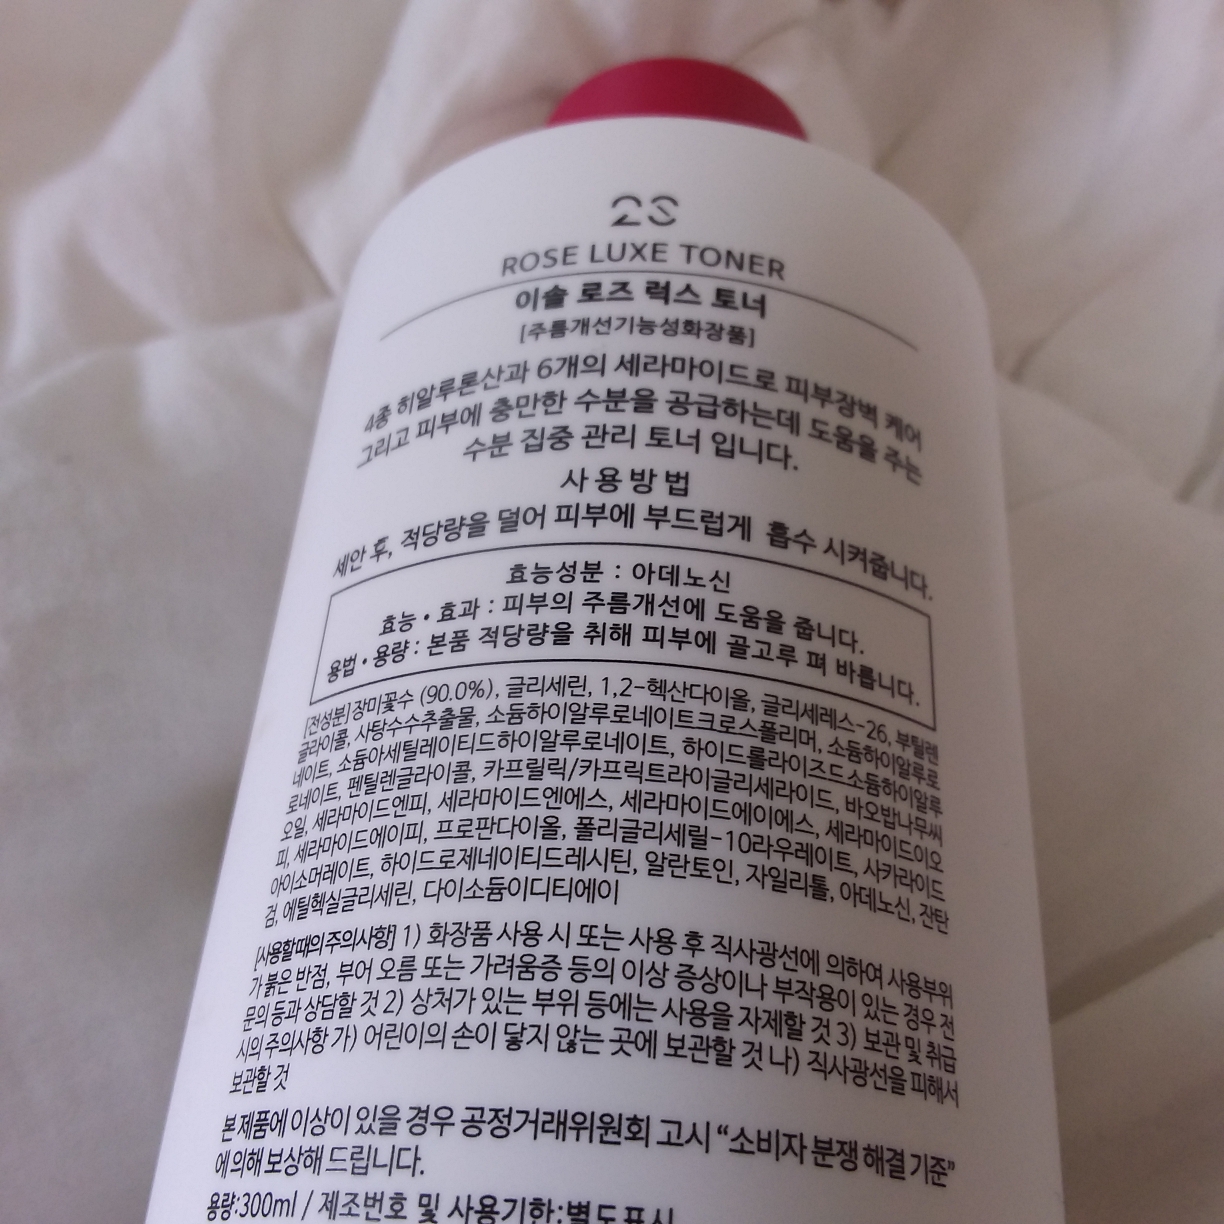 2S
ROSE LUXE TONER
이솔 로즈 럭스 토너
[주름개선기능성화장품]
4종 히알루론산과 6개의 세라마이드로 피부장벽 케어
그리고 피부에 충만한 수분을 공급하는데 도움을 주는
수분 집중 관리 토너 입니다.
사용방법
세안 후, 적당량을 덜어 피부에 부드럽게 흡수 시켜줍니다.
효능성분 : 아데노신
효능•효과 : 피부의 주름개선에 도움을 줍니다.
용법•용량 : 본품 적당량을 취해 피부에 골고루 펴 바릅니다.
[전성분] 장미꽃수 (90.0%), 글리세린, 1,2-헥산다이올, 글리세레스-26, 부틸렌
글라이콜, 사탕수수추출물, 소듐하이알루로네이트크로스폴리머, 소듐하이알루로
네이트, 소듐아세틸레이티드하이알루로네이트, 하이드롤라이즈드소듐하이알루
로네이트, 펜틸렌글라이콜, 카프릴릭/카프릭트라이글리세라이드, 바오밥나무씨
오일, 세라마이드엔피, 세라마이드엔에스, 세라마이드에이에스, 세라마이드이오
피, 세라마이드에이피, 프로판다이올, 폴리글리세릴-10라우레이트, 사카라이드
아이소머레이트, 하이드로제네이티드레시틴, 알란토인, 자일리톨, 아데노신, 잔탄
검, 에틸헥실글리세린, 다이소듐이디티에이
[사용할때의 주의사항] 1) 화장품 사용 시 또는 사용 후 직사광선에 의하여 사용부위
가 붉은 반점, 부어 오름 또는 가려움증 등의 이상 증상이나 부작용이 있는 경우 전
문의 등과 상담할 것 2) 상처가 있는 부위 등에는 사용을 자제할 것 3) 보관 및 취급
시의 주의사항 가) 어린이의 손이 닿지 않는 곳에 보관할 것 나) 직사광선을 피해서
보관할 것
본 제품에 이상이 있을 경우 공정거래위원회 고시 “소비자 분쟁 해결 기준”
에 의해 보상해 드립니다.
용량:300ml / 제조번호 및 사용기한:별도표시